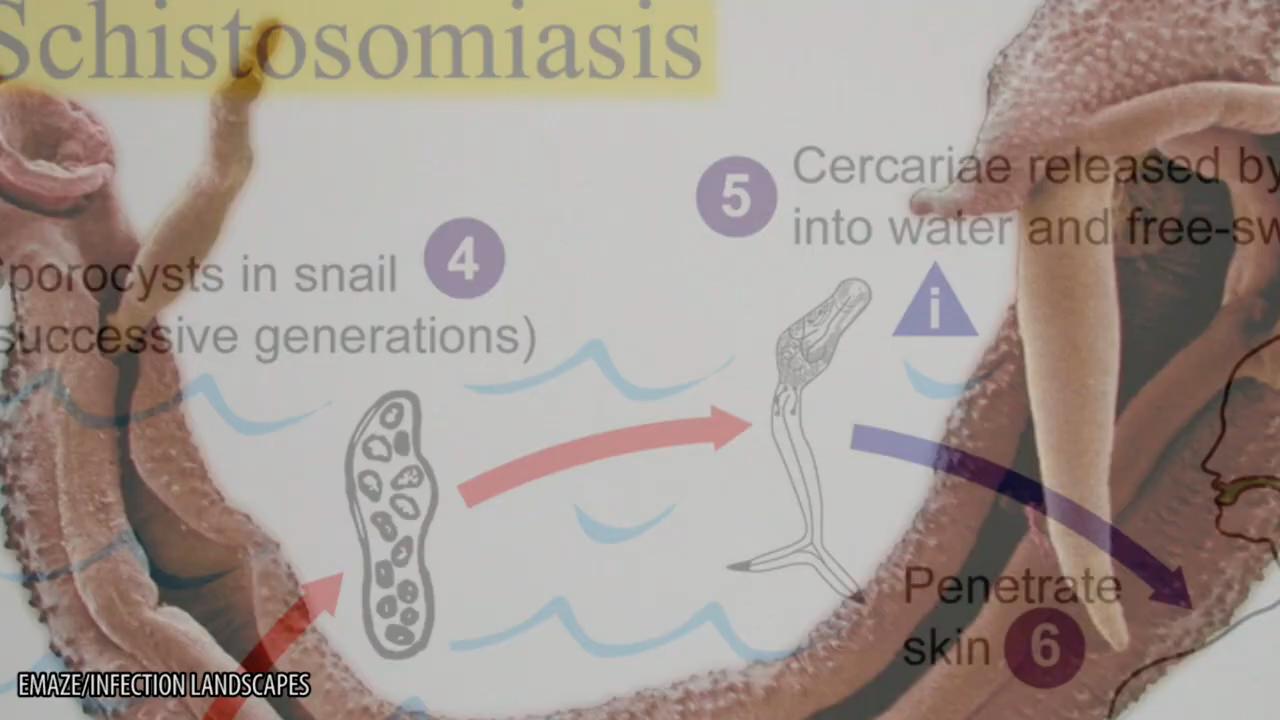 Schistosomiasis
5
Cercariae released by
into water and free-sw
4
porocysts in snail
successive generations)
i
Penetrate
skin 6
EMAZE/INFECTION LANDSCAPES